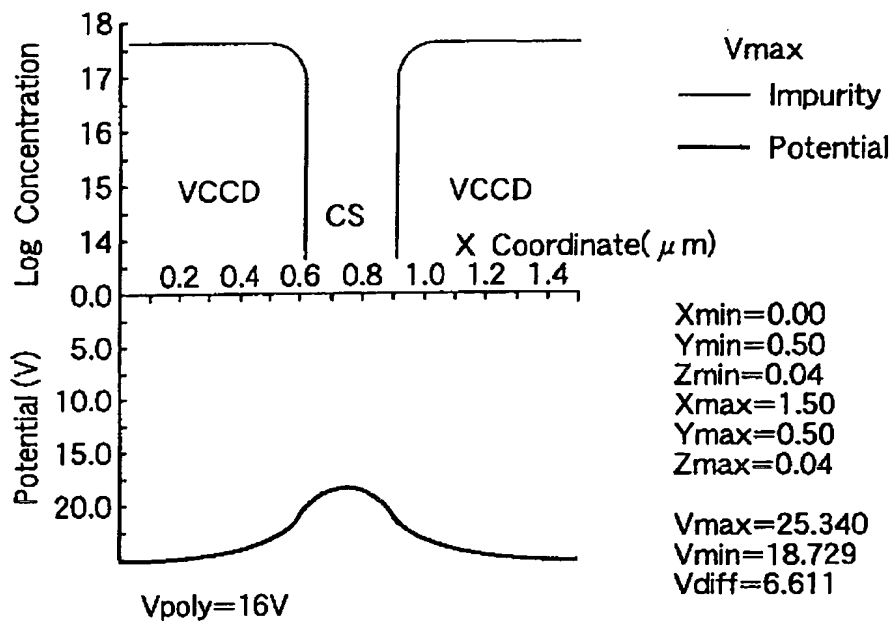 Log Concentration
18
17
16
15
14
0.0
VCCD
CS
VCCD
X Coordinate(μm)
0.2 0.4 0.6 0.8 1.0 1.2 1.4
Potential (V)
5.0
10.0
15.0
20.0
Vpoly=16V
Vmax
Impurity
Potential
Xmin=0.00
Ymin=0.50
Zmin=0.04
Xmax=1.50
Ymax=0.50
Zmax=0.04
Vmax=25.340
Vmin=18.729
Vdiff=6.611